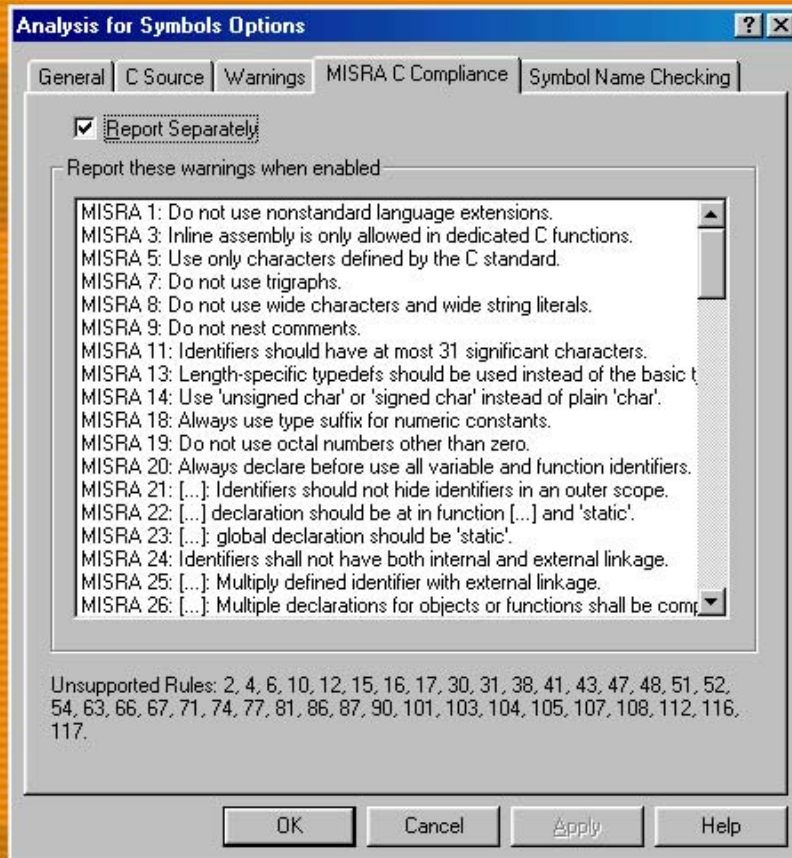 Analysis for Symbols Options
General
C Source
Warnings
MISRA C Compliance
Symbol Name Checking
Report Separately
Report these warnings when enabled
MISRA 1: Do not use nonstandard language extensions.
MISRA 3: Inline assembly is only allowed in dedicated C functions.
MISRA 5: Use only characters defined by the C standard.
MISRA 7: Do not use trigraphs.
MISRA 8: Do not use wide characters and wide string literals.
MISRA 9: Do not nest comments.
MISRA 11: Identifiers should have at most 31 significant characters.
MISRA 13: Length-specific typedefs should be used instead of the basic t
MISRA 14: Use 'unsigned char' or 'signed char' instead of plain 'char'.
MISRA 18: Always use type suffix for numeric constants.
MISRA 19: Do not use octal numbers other than zero.
MISRA 20: Always declare before use all variable and function identifiers.
MISRA 21: [...]: Identifiers should not hide identifiers in an outer scope.
MISRA 22: [...] declaration should be at in function [...] and 'static'.
MISRA 23: [...]: global declaration should be 'static'.
MISRA 24: Identifiers shall not have both internal and external linkage.
MISRA 25: [...]: Multiply defined identifier with external linkage.
MISRA 26: [...]: Multiple declarations for objects or functions shall be comp
Unsupported Rules: 2, 4, 6, 10, 12, 15, 16, 17, 30, 31, 38, 41, 43, 47, 48, 51, 52,
54, 63, 66, 67, 71, 74, 77, 81, 86, 87, 90, 101, 103, 104, 105, 107, 108, 112, 116,
117.
OK
Cancel
Apply
Help